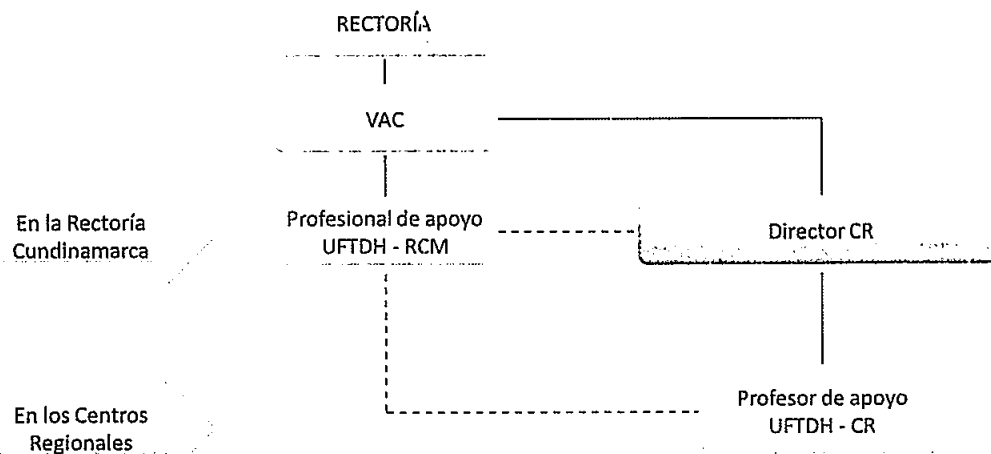 RECTORÍA
VAC
En la Rectoría
Cundinamarca
Profesional de apoyo
UFTDH - RCM
Director CR
En los Centros
Regionales
Profesor de apoyo
UFTDH - CR